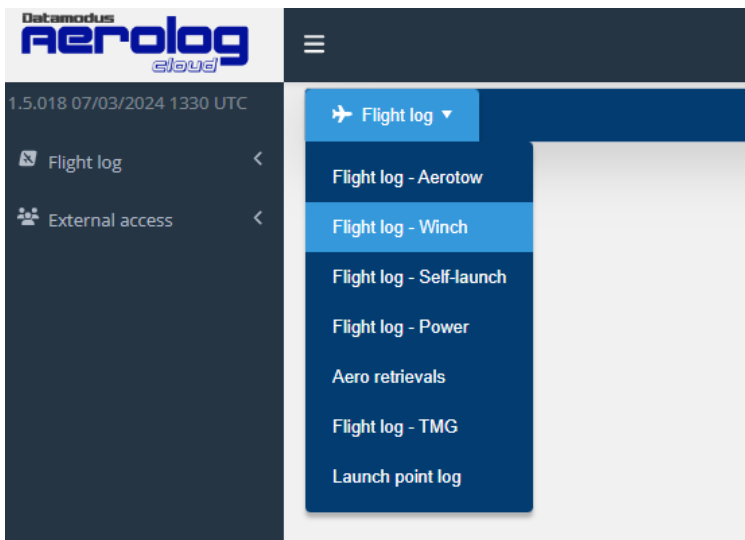 Datamodus
Aerolog
cloud
1.5.018 07/03/2024 1330 UTC
Flight log
External access
Flight log
Flight log - Aerotow
Flight log - Winch
Flight log - Self-launch
Flight log - Power
Aero retrievals
Flight log - TMG
Launch point log